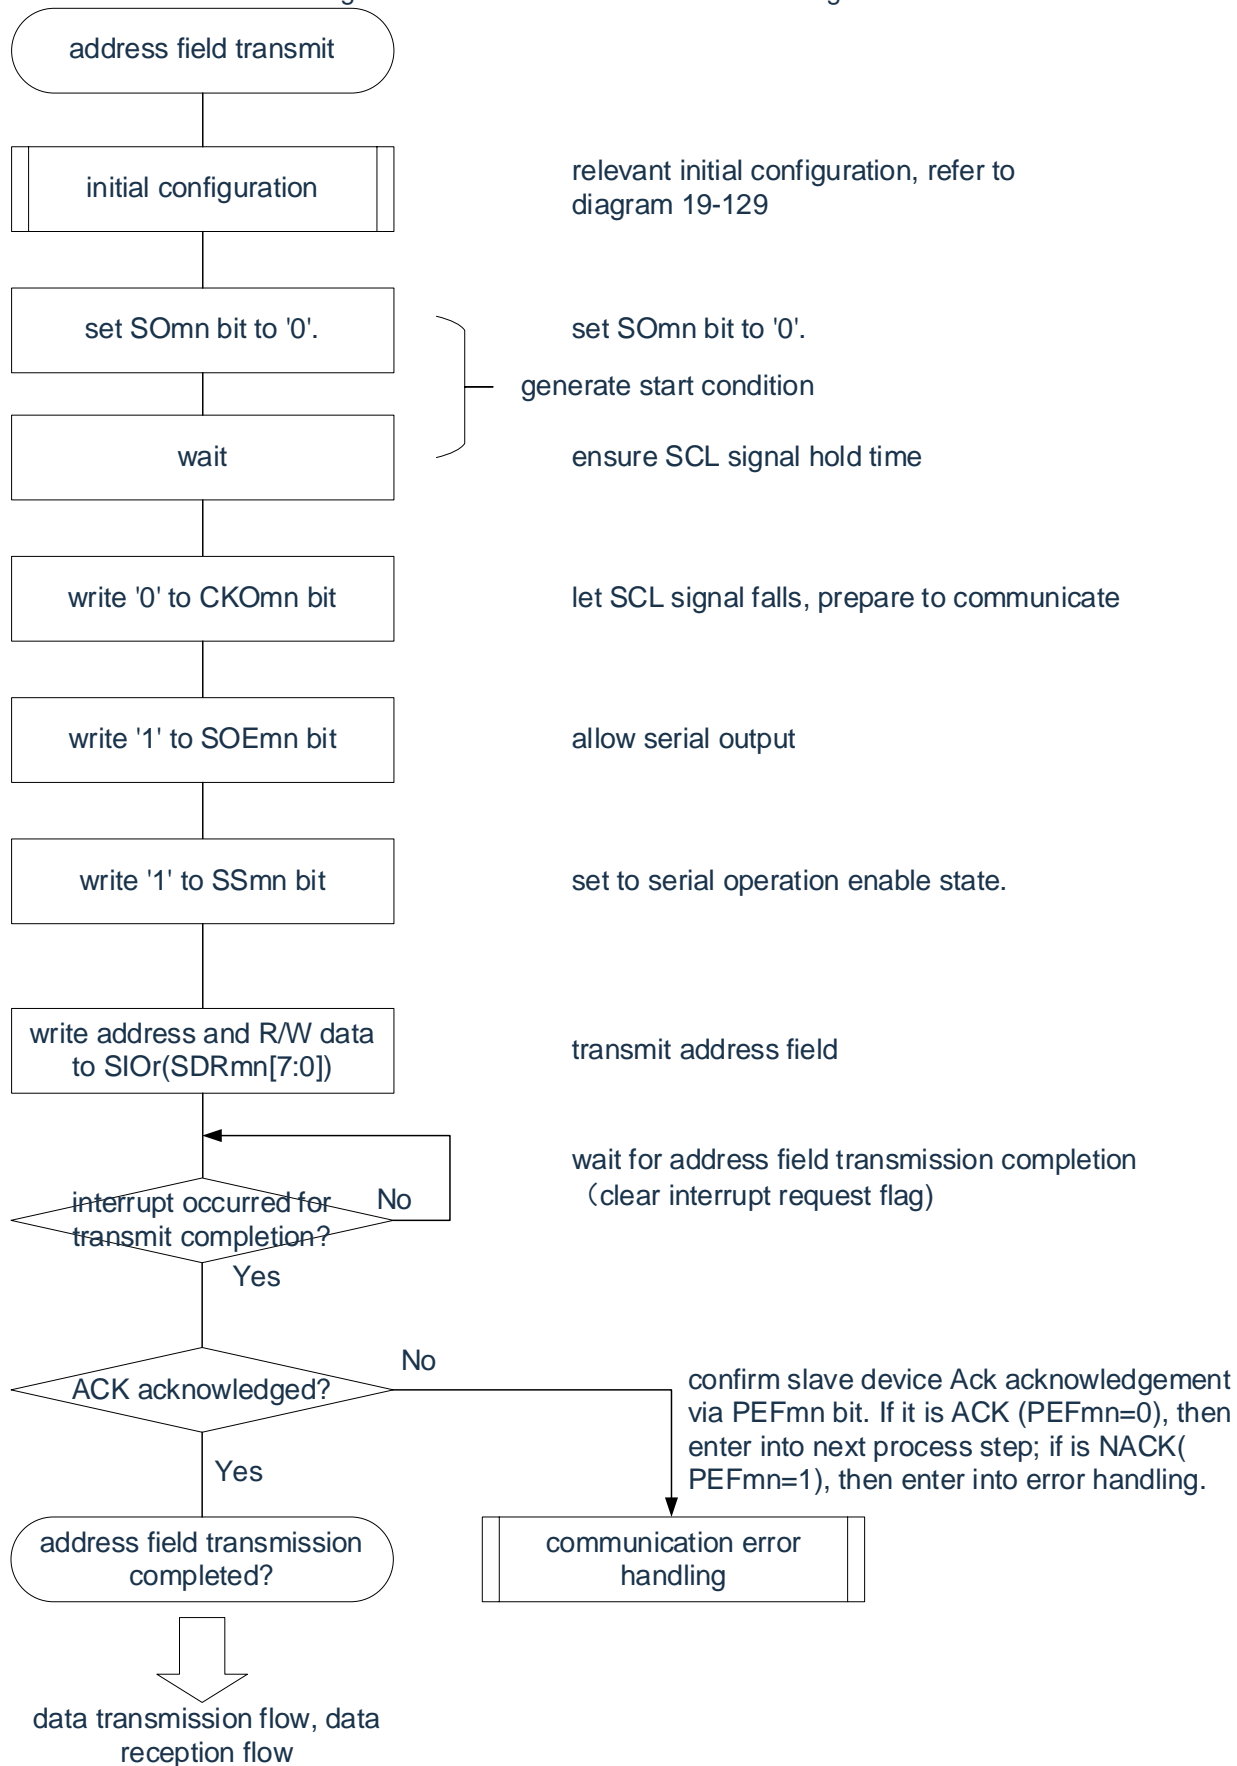 address field transmit
initial configuration
relevant initial configuration, refer to
diagram 19-129
set SOmn bit to '0'.
set SOmn bit to '0'.
generate start condition
wait
ensure SCL signal hold time
write '0' to CKOmn bit
let SCL signal falls, prepare to communicate
write '1' to SOEmn bit
allow serial output
write '1' to SSmn bit
set to serial operation enable state.
write address and R/W data
to SIOr(SDRmn[7:0])
transmit address field
wait for address field transmission completion
（clear interrupt request flag)
interrupt occurred for
transmit completion?
No
Yes
ACK acknowledged?
No
confirm slave device Ack acknowledgement
via PEFmn bit. If it is ACK (PEFmn=0), then
enter into next process step; if is NACK(
PEFmn=1), then enter into error handling.
Yes
address field transmission
completed?
communication error
handling
data transmission flow, data
reception flow